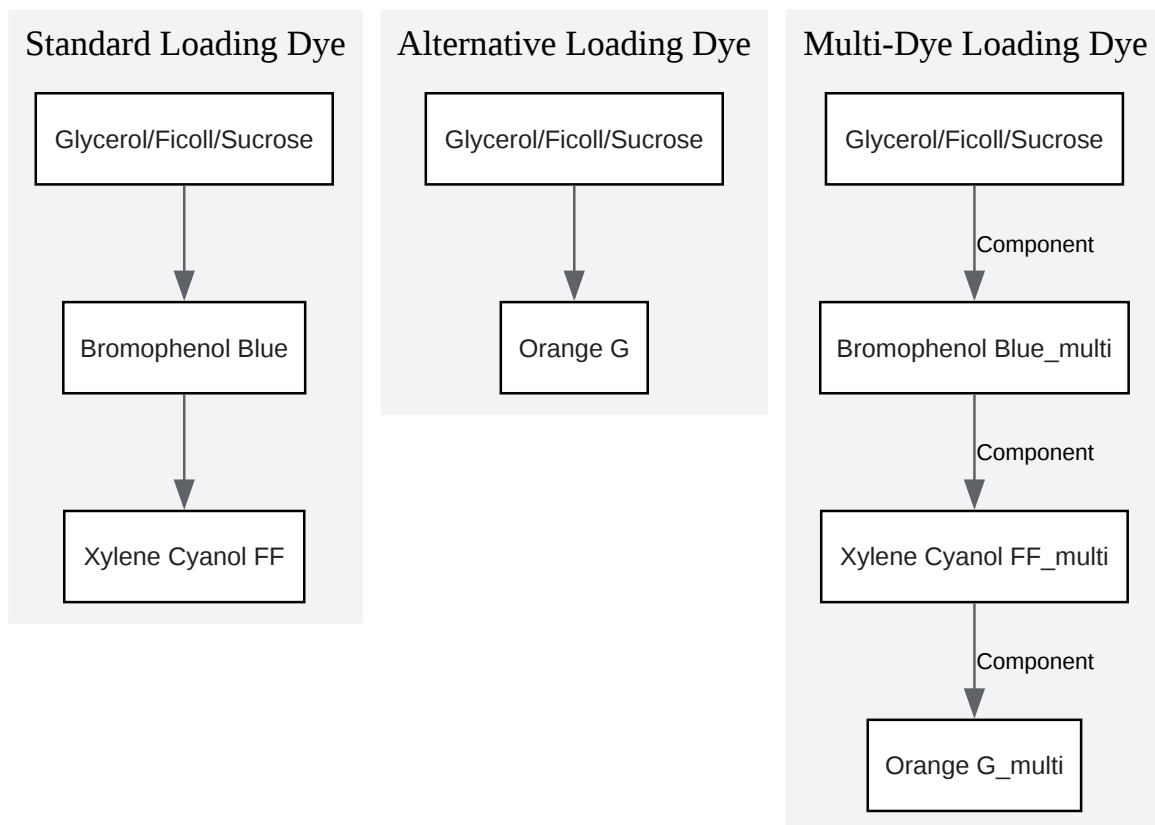 Standard Loading Dye
Glycerol/Ficoll/Sucrose
Bromophenol Blue
Xylene Cyanol FF
Alternative Loading Dye
Glycerol/Ficoll/Sucrose
Orange G
Multi-Dye Loading Dye
Glycerol/Ficoll/Sucrose
Component
Bromophenol Blue_multi
Component
Xylene Cyanol FF_multi
Component
Orange G_multi